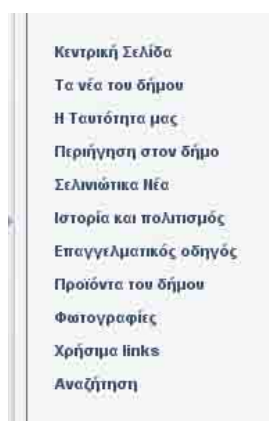 Κεντρική Σελίδα
Τα νέα του δήμου
Η Ταυτότητα μας
Περιήγηση στον δήμο
Σελινιώτικα Νέα
Ιστορία και πολιτισμός
Επαγγελματικός οδηγός
Προϊόντα του δήμου
Φωτογραφίες
Χρήσιμα links
Αναζήτηση